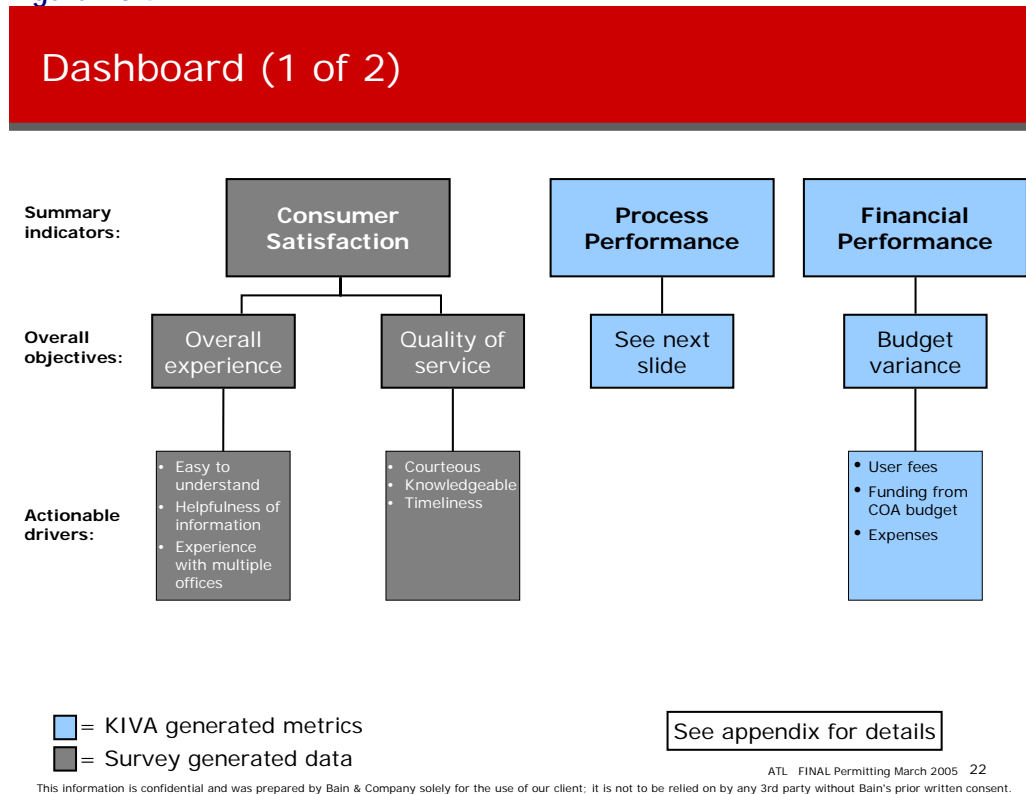 Dashboard (1 of 2)
Summary
indicators:
Consumer
Satisfaction
Process
Performance
Financial
Performance
Overall
objectives:
Overall
experience
Quality of
service
See next
slide
Budget
variance
Actionable
drivers:
• Easy to
understand
• Helpfulness of
information
• Experience
with multiple
offices
• Courteous
• Knowledgeable
• Timeliness
• User fees
• Funding from
COA budget
• Expenses
= KIVA generated metrics
= Survey generated data
See appendix for details
ATL FINAL Permitting March 2005 22
This information is confidential and was prepared by Bain & Company solely for the use of our client; it is not to be relied on by any 3rd party without Bain's prior written consent.